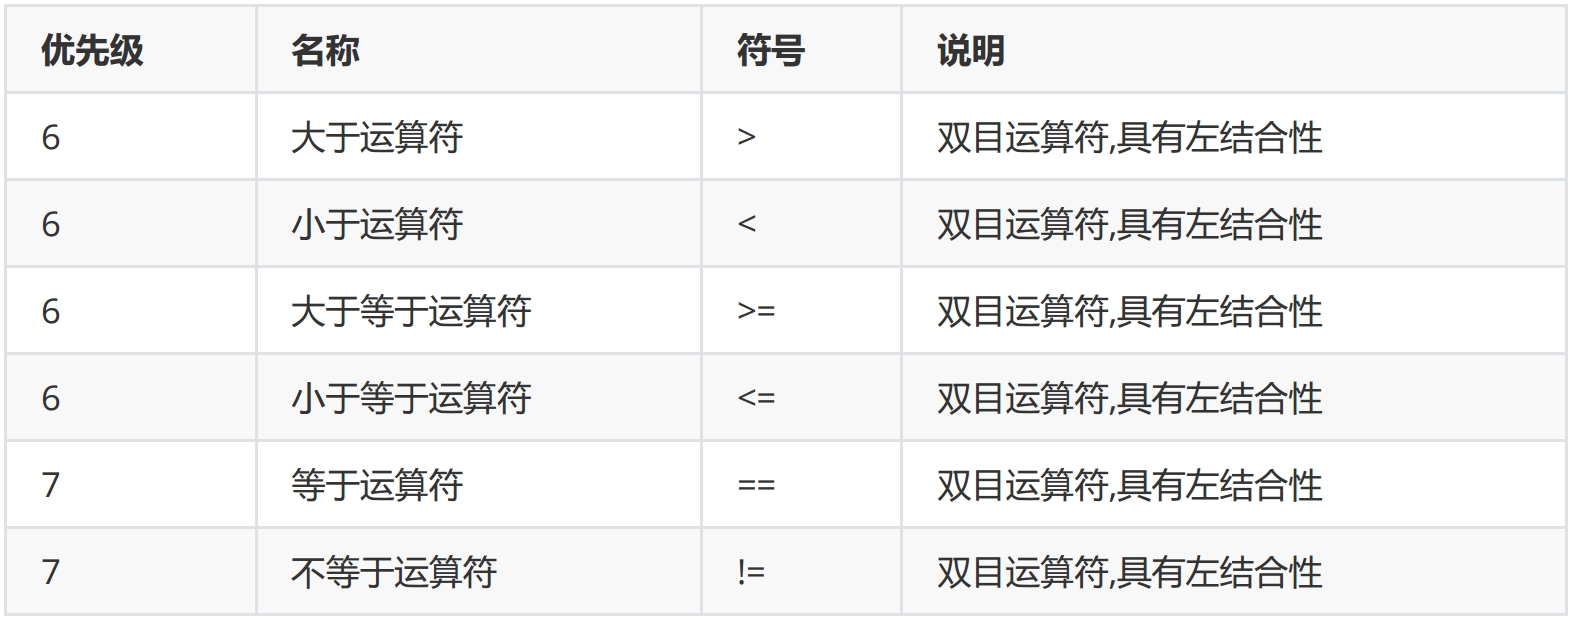 优先级 名称 符号 说明
6 大于运算符 > 双目运算符,具有左结合性
6 小于运算符 < 双目运算符,具有左结合性
6 大于等于运算符 >= 双目运算符,具有左结合性
6 小于等于运算符 <= 双目运算符,具有左结合性
7 等于运算符 == 双目运算符,具有左结合性
7 不等于运算符 != 双目运算符,具有左结合性